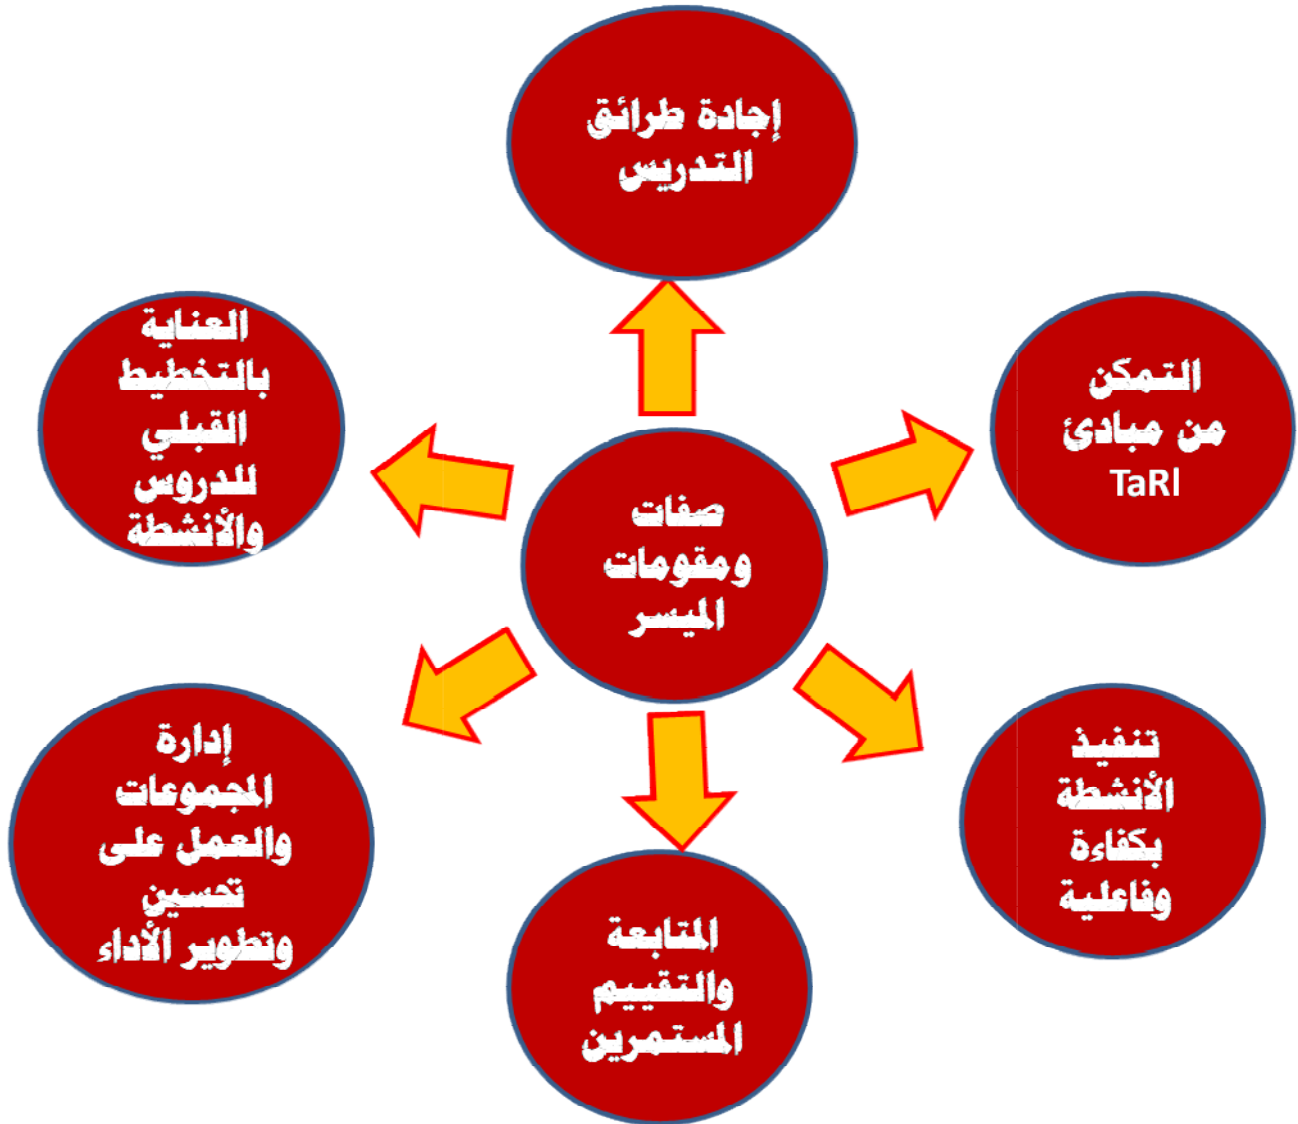 إجادة طرائق
التدريس
التمكن
من مبادئ
TaRl
العناية
بالتخطيط
القبلي
للدروس
والأنشطة
صفات
ومقومات
الميسر
تنفيذ
الأنشطة
بكفاءة
وفاعلية
إدارة
المجموعات
والعمل على
تحسين
وتطوير الأداء
المتابعة
والتقييم
المستمرين